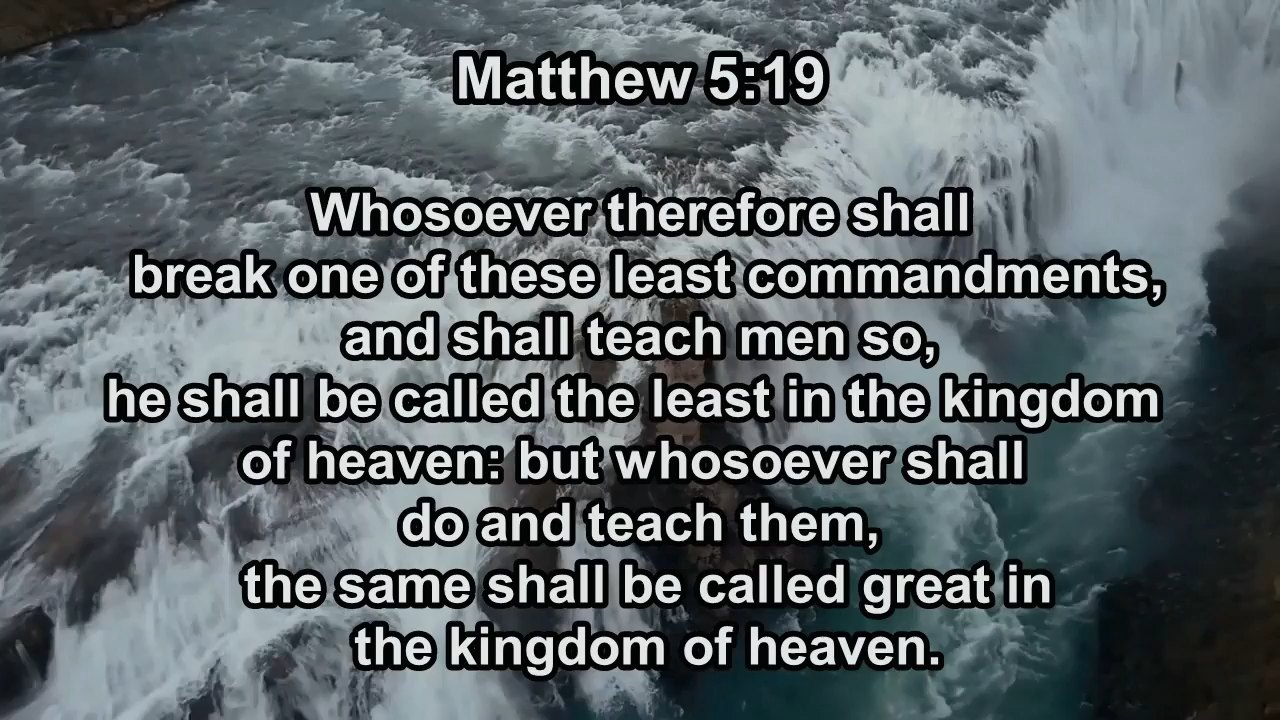 Matthew 5:19
Whosoever therefore shall
break one of these least commandments,
and shall teach men so,
he shall be called the least in the kingdom
of heaven: but whosoever shall
do and teach them,
the same shall be called great in
the kingdom of heaven.